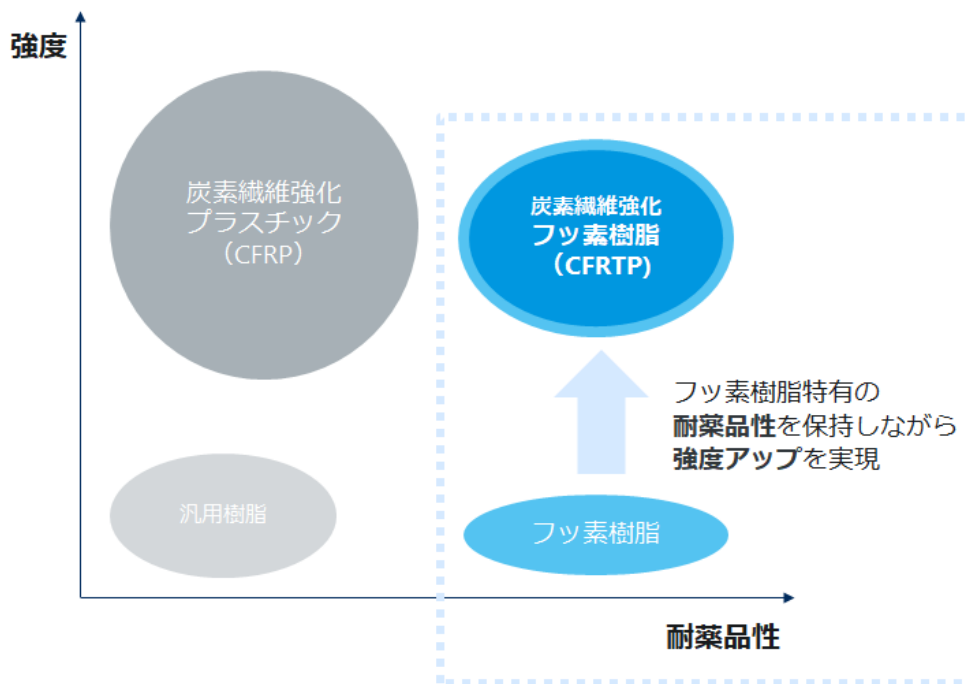 強度
炭素繊維強化
プラスチック
（CFRP）
炭素繊維強化
フッ素樹脂
（CFRTP)
フッ素樹脂特有の
耐薬品性を保持しながら
強度アップを実現
汎用樹脂
フッ素樹脂
耐薬品性